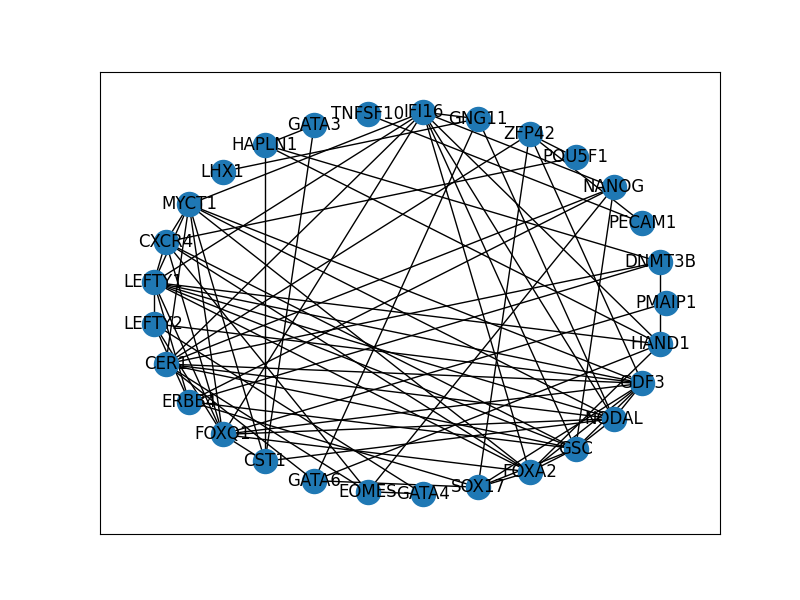 TNFSF10
IFI16
GNG11
GATA3
ZFP42
HAPLN1
POU5F1
LHX1
NANOG
MYCT1
PECAM1
CXCR4
DNMT3B
LEFTY1
PMAIP1
LEFTY2
HAND1
CER1
GDF3
ERBB4
NODAL
FOXQ1
GSC
CST1
FOXA2
GATA6
SOX17
EOMES
GATA4